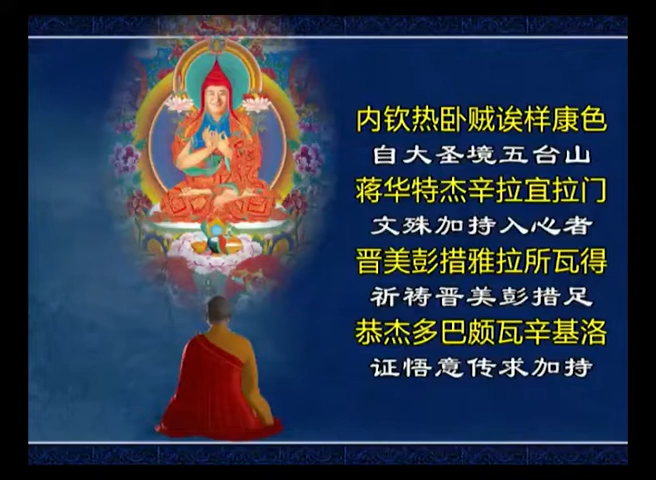 内钦热卧贼诶样康色
自大圣境五台山
蒋华特杰辛拉宜拉门
文殊加持入心者
晋美彭措雅拉所瓦得
祈祷晋美彭措足
恭杰多巴颇瓦辛基洛
证悟意传求加持